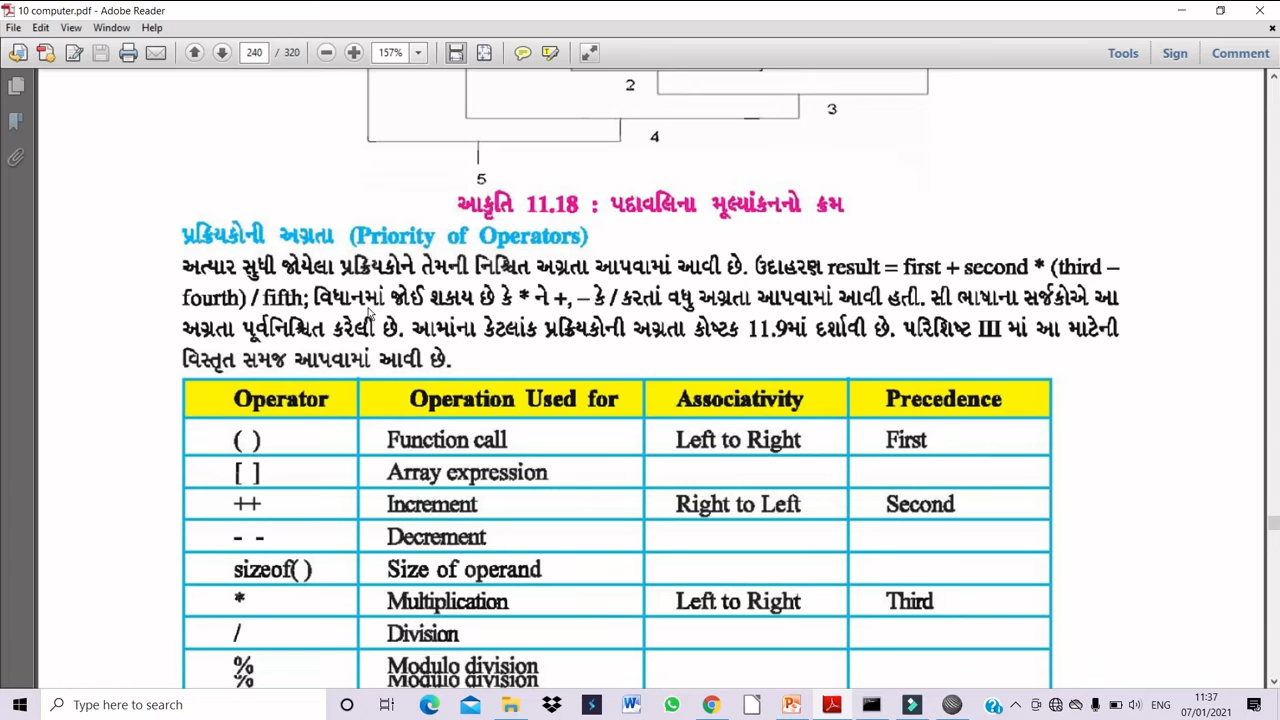 10 computer.pdf - Adobe Reader
File Edit View Window Help
240 / 320 157% Tools Sign Comment
2
3
4
5
આકૃતિ 11.18 : પદાવલિના મૂલ્યાંકનનો ક્રમ
પ્રક્રિયકોની અગ્રતા (Priority of Operators)
અત્યાર સુધી જોયેલા પ્રક્રિયકોને તેમની નિશ્ચિત અગ્રતા આપવામાં આવી છે. ઉદાહરણ result = first + second * (third –
fourth) / fifth; વિધાનમાં જોઈ શકાય છે કે * ને +, – કે / કરતાં વધુ અગ્રતા આપવામાં આવી હતી. સી ભાષાના સર્જકોએ આ
અગ્રતા પૂર્વનિશ્ચિત કરેલી છે. આમાંના કેટલાંક પ્રક્રિયકોની અગ્રતા કોષ્ટક 11.9માં દર્શાવી છે. પરિશિષ્ટ III માં આ માટેની
વિસ્તૃત સમજ આપવામાં આવી છે.
Operator Operation Used for Associativity Precedence
( ) Function call Left to Right First
[ ] Array expression
++ Increment Right to Left Second
- - Decrement
sizeof( ) Size of operand
* Multiplication Left to Right Third
/ Division
% Modulo division
% Modulo division
Type here to search ENG 11:37
07/01/2021